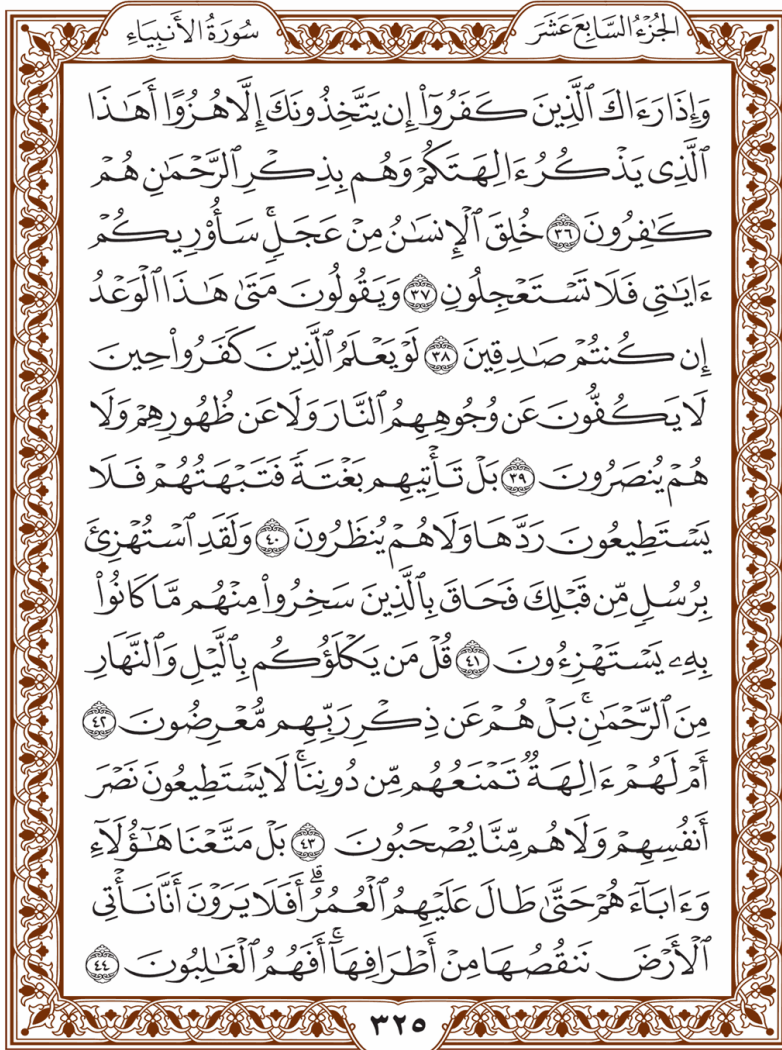 الجُزْءُ السَّابِعَ عَشَرَ
سُورَةُ الأَنبِيَاءِ
وَإِذَا رَءَاكَ ٱلَّذِينَ كَفَرُوٓا۟ إِن يَتَّخِذُونَكَ إِلَّا هُزُوًا أَهَٰذَا
ٱلَّذِى يَذْكُرُ ءَالِهَتَكُمْ وَهُم بِذِكْرِ ٱلرَّحْمَٰنِ هُمْ
كَٰفِرُونَ ٣٦ خُلِقَ ٱلْإِنسَٰنُ مِنْ عَجَلٍۚ سَأُو۟رِيكُمْ
ءَايَٰتِى فَلَا تَسْتَعْجِلُونِ ٣٧ وَيَقُولُونَ مَتَىٰ هَٰذَا ٱلْوَعْدُ
إِن كُنتُمْ صَٰدِقِينَ ٣٨ لَوْ يَعْلَمُ ٱلَّذِينَ كَفَرُوا۟ حِينَ
لَا يَكُفُّونَ عَن وُجُوهِهِمُ ٱلنَّارَ وَلَا عَن ظُهُورِهِمْ وَلَا
هُمْ يُنصَرُونَ ٣٩ بَلْ تَأْتِيهِم بَغْتَةً فَتَبْهَتُهُمْ فَلَا
يَسْتَطِيعُونَ رَدَّهَا وَلَا هُمْ يُنظَرُونَ ٤٠ وَلَقَدِ ٱسْتُهْزِئَ
بِرُسُلٍ مِّن قَبْلِكَ فَحَاقَ بِٱلَّذِينَ سَخِرُوا۟ مِنْهُم مَّا كَانُوا۟
بِهِۦ يَسْتَهْزِءُونَ ٤١ قُلْ مَن يَكْلَؤُكُم بِٱلَّيْلِ وَٱلنَّهَارِ
مِنَ ٱلرَّحْمَٰنِۚ بَلْ هُمْ عَن ذِكْرِ رَبِّهِم مُّعْرِضُونَ ٤٢
أَمْ لَهُمْ ءَالِهَةٌ تَمْنَعُهُم مِّن دُونِنَاۚ لَا يَسْتَطِيعُونَ نَصْرَ
أَنفُسِهِمْ وَلَا هُم مِّنَّا يُصْحَبُونَ ٤٣ بَلْ مَتَّعْنَا هَٰٓؤُلَآءِ
وَءَابَآءَهُمْ حَتَّىٰ طَالَ عَلَيْهِمُ ٱلْعُمُرُۗ أَفَلَا يَرَوْنَ أَنَّا نَأْتِى
ٱلْأَرْضَ نَنقُصُهَا مِنْ أَطْرَافِهَآۚ أَفَهُمُ ٱلْغَٰلِبُونَ ٤٤
٣٢٥